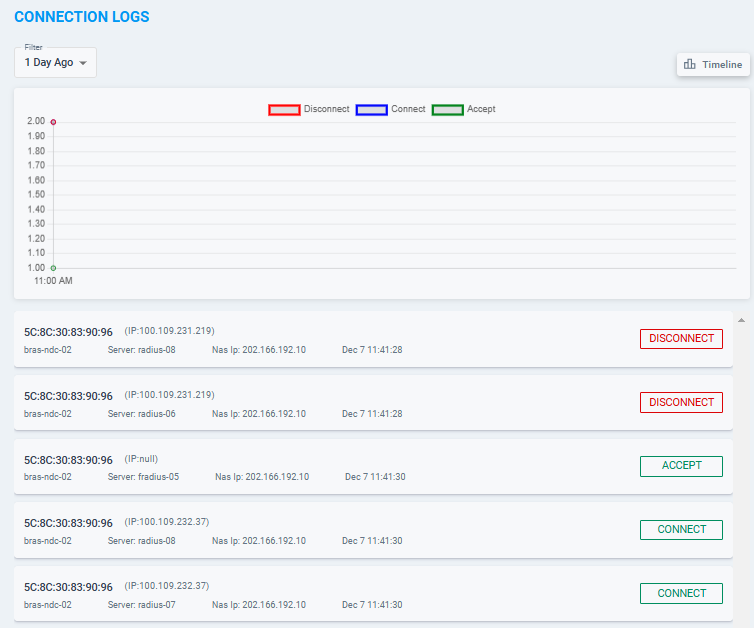 CONNECTION LOGS
Filter
1 Day Ago
Timeline
Disconnect Connect Accept
2.00
1.90
1.80
1.70
1.60
1.50
1.40
1.30
1.20
1.10
1.00
11:00 AM
5C:8C:30:83:90:96 (IP:100.109.231.219)
DISCONNECT
bras-ndc-02 Server: radius-08 Nas Ip: 202.166.192.10 Dec 7 11:41:28
5C:8C:30:83:90:96 (IP:100.109.231.219)
DISCONNECT
bras-ndc-02 Server: radius-06 Nas Ip: 202.166.192.10 Dec 7 11:41:28
5C:8C:30:83:90:96 (IP:null)
ACCEPT
bras-ndc-02 Server: fradius-05 Nas Ip: 202.166.192.10 Dec 7 11:41:30
5C:8C:30:83:90:96 (IP:100.109.232.37)
CONNECT
bras-ndc-02 Server: radius-08 Nas Ip: 202.166.192.10 Dec 7 11:41:30
5C:8C:30:83:90:96 (IP:100.109.232.37)
CONNECT
bras-ndc-02 Server: radius-07 Nas Ip: 202.166.192.10 Dec 7 11:41:30